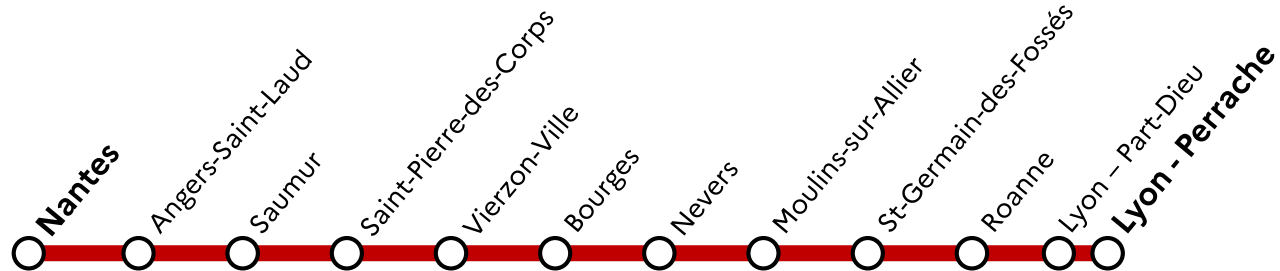 Nantes
Angers-Saint-Laud
Saumur
Saint-Pierre-des-Corps
Vierzon-Ville
Bourges
Nevers
Moulins-sur-Allier
St-Germain-des-Fossés
Roanne
Lyon – Part-Dieu
Lyon - Perrache